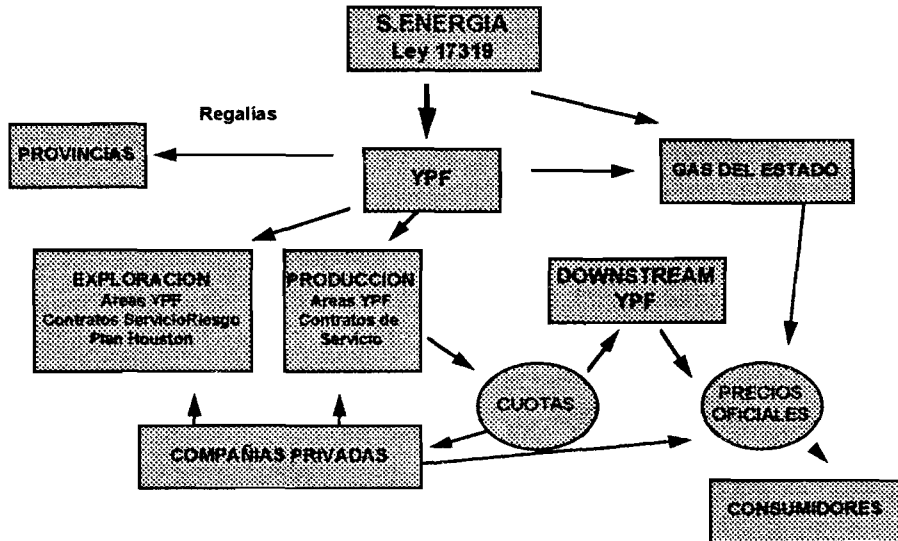 S.ENERGIA
Ley 17319
Regalías
PROVINCIAS
YPF
GAS DEL ESTADO
EXPLORACION
Areas YPF
Contratos ServicioRiesgo
Plan Houston
PRODUCCION
Areas YPF
Contratos de
Servicio
DOWNSTREAM
YPF
CUOTAS
PRECIOS
OFICIALES
COMPAÑIAS PRIVADAS
CONSUMIDORES